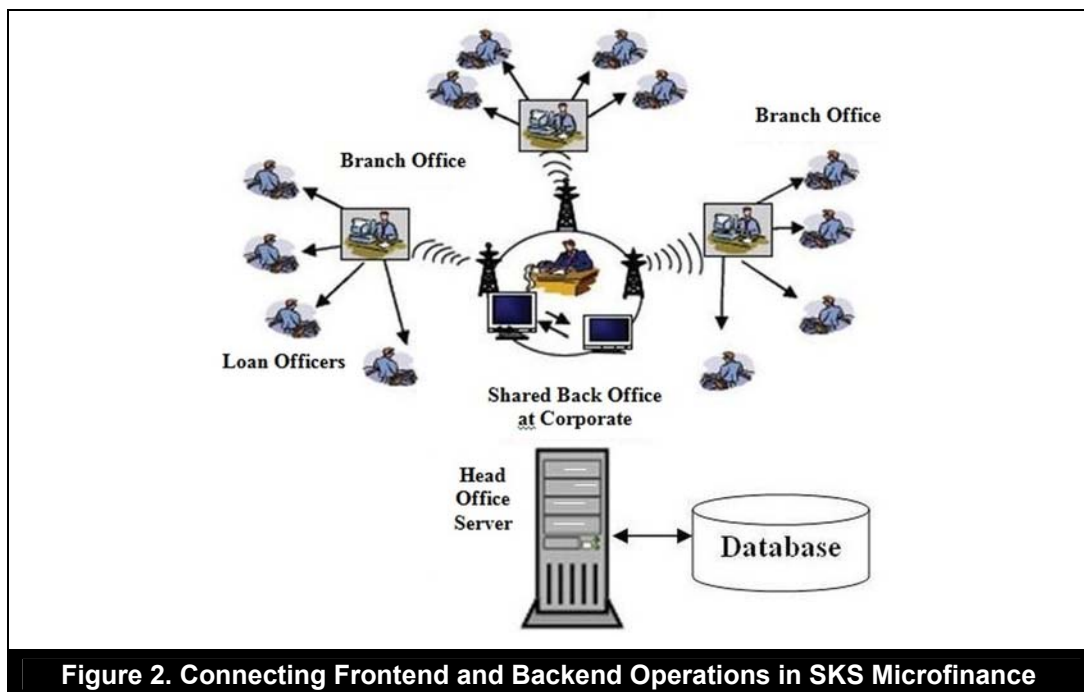 Branch Office
Branch Office
Loan Officers
Shared Back Office
at Corporate
Head
Office
Server
Database
Figure 2. Connecting Frontend and Backend Operations in SKS Microfinance